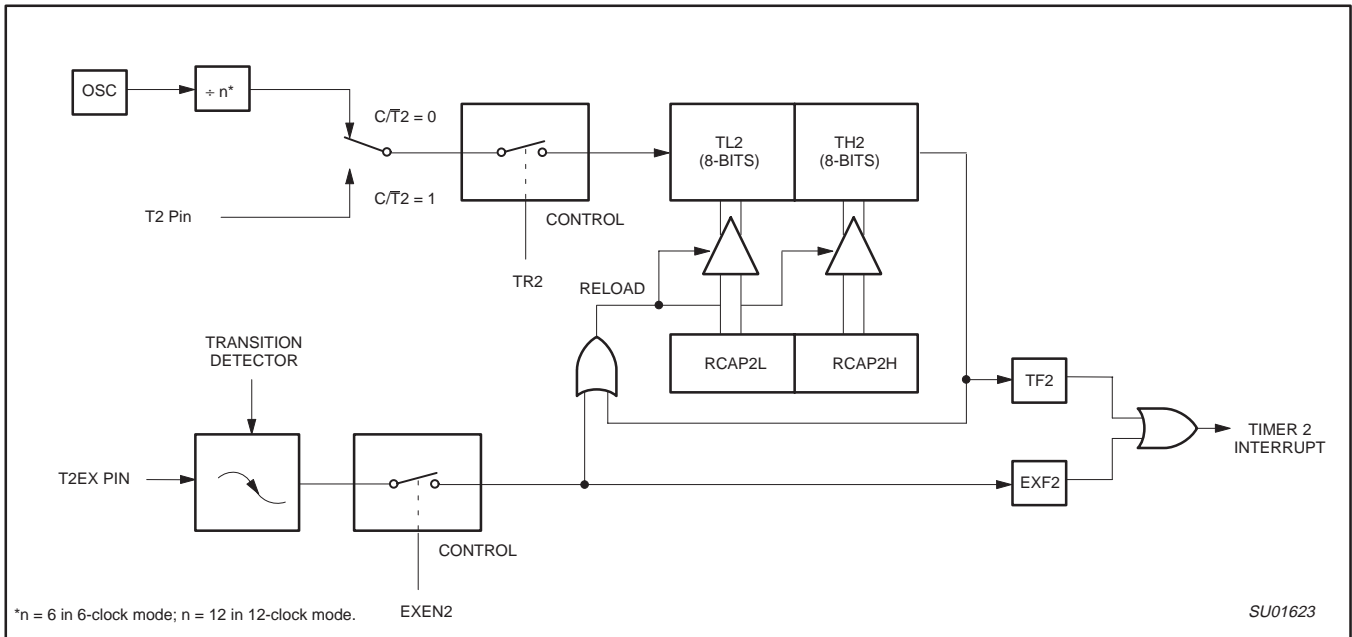 OSC
÷ n*
C/T̅2 = 0
TL2
(8-BITS)
TH2
(8-BITS)
C/T̅2 = 1
T2 Pin
CONTROL
TR2
RELOAD
TRANSITION
DETECTOR
RCAP2L
RCAP2H
TF2
TIMER 2
INTERRUPT
T2EX PIN
EXF2
CONTROL
EXEN2
*n = 6 in 6-clock mode; n = 12 in 12-clock mode.
SU01623